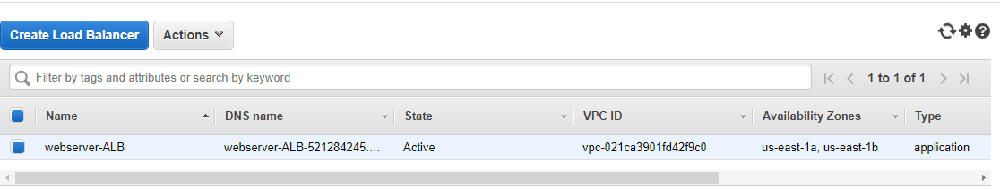 Create Load Balancer Actions
Filter by tags and attributes or search by keyword 1 to 1 of 1
Name DNS name State VPC ID Availability Zones Type
webserver-ALB webserver-ALB-521284245.... Active vpc-021ca3901fd42f9c0 us-east-1a, us-east-1b application